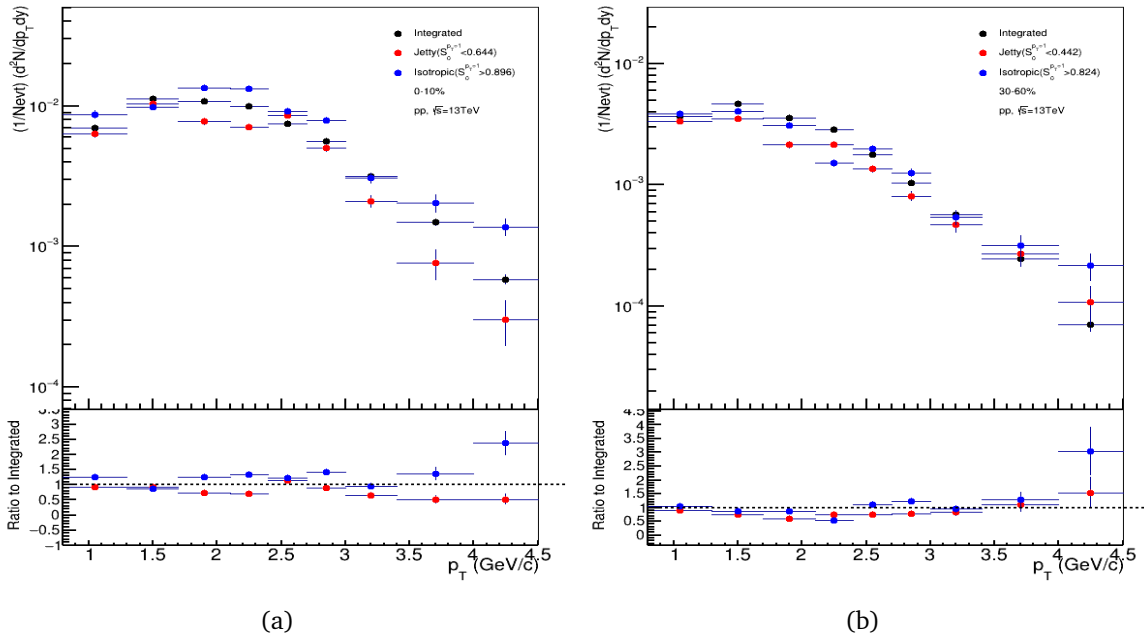 (1/Nevt) (d²N/dp_T dy)
Integrated
Jetty(S_o^{p_T=1}<0.644)
Isotropic(S_o^{p_T=1}>0.896)
0-10%
pp, √s=13TeV
10⁻²
10⁻³
10⁻⁴
Ratio to Integrated
3.5
3
2.5
2
1.5
1
0.5
0
−0.5
−1
1 1.5 2 2.5 3 3.5 4 4.5
p_T (GeV/c)
(a)
(1/Nevt) (d²N/dp_T dy)
Integrated
Jetty(S_o^{p_T=1}<0.442)
Isotropic(S_o^{p_T=1}>0.824)
30-60%
pp, √s=13TeV
10⁻²
10⁻³
10⁻⁴
Ratio to Integrated
4.5
4
3.5
3
2.5
2
1.5
1
0.5
0
1 1.5 2 2.5 3 3.5 4 4.5
p_T (GeV/c)
(b)